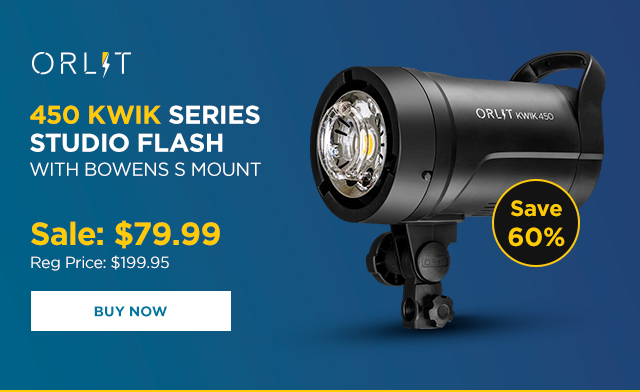 ORLIT
450 KWIK SERIES
STUDIO FLASH
WITH BOWENS S MOUNT
Sale: $79.99
Reg Price: $199.95
BUY NOW
ORLIT KWIK 450
Save
60%
ORLIT